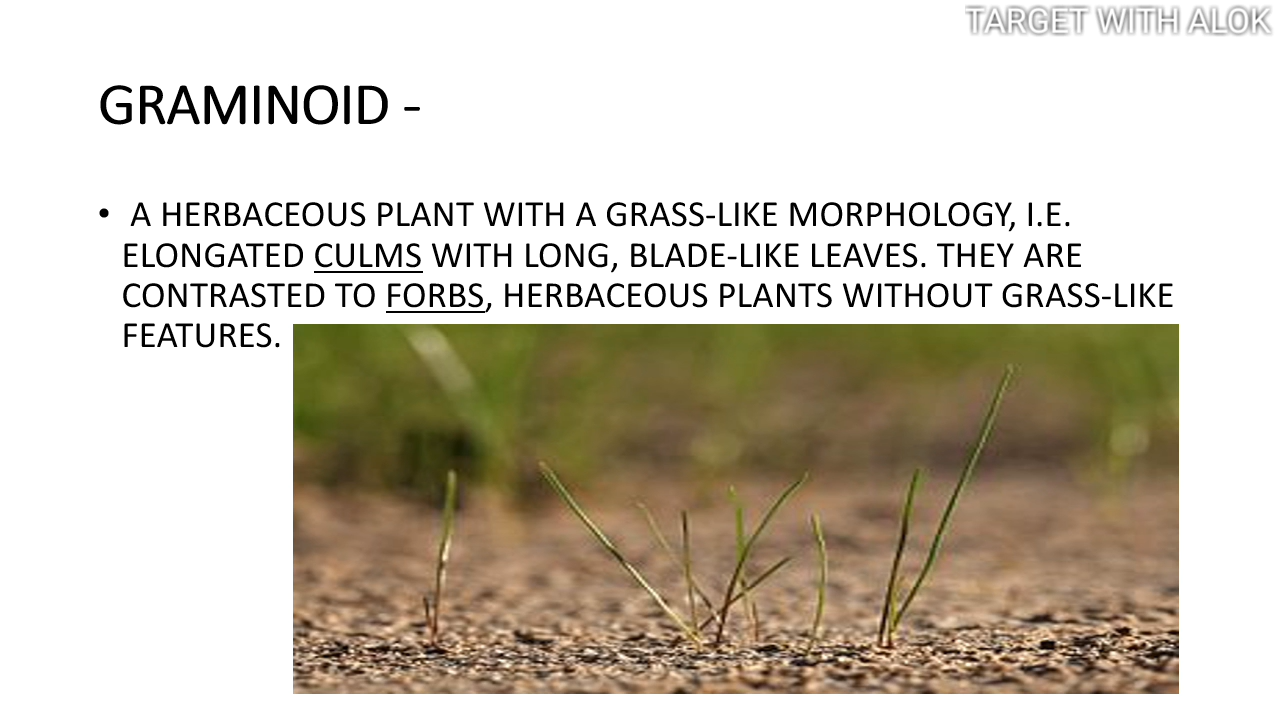 TARGET WITH ALOK
GRAMINOID -
• A HERBACEOUS PLANT WITH A GRASS-LIKE MORPHOLOGY, I.E.
ELONGATED CULMS WITH LONG, BLADE-LIKE LEAVES. THEY ARE
CONTRASTED TO FORBS, HERBACEOUS PLANTS WITHOUT GRASS-LIKE
FEATURES.